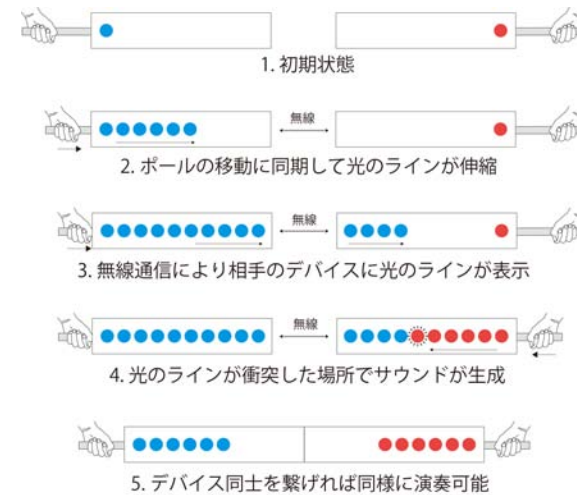 1. 初期状態
無線
2. ポールの移動に同期して光のラインが伸縮
無線
3. 無線通信により相手のデバイスに光のラインが表示
無線
4. 光のラインが衝突した場所でサウンドが生成
5. デバイス同士を繋げれば同様に演奏可能